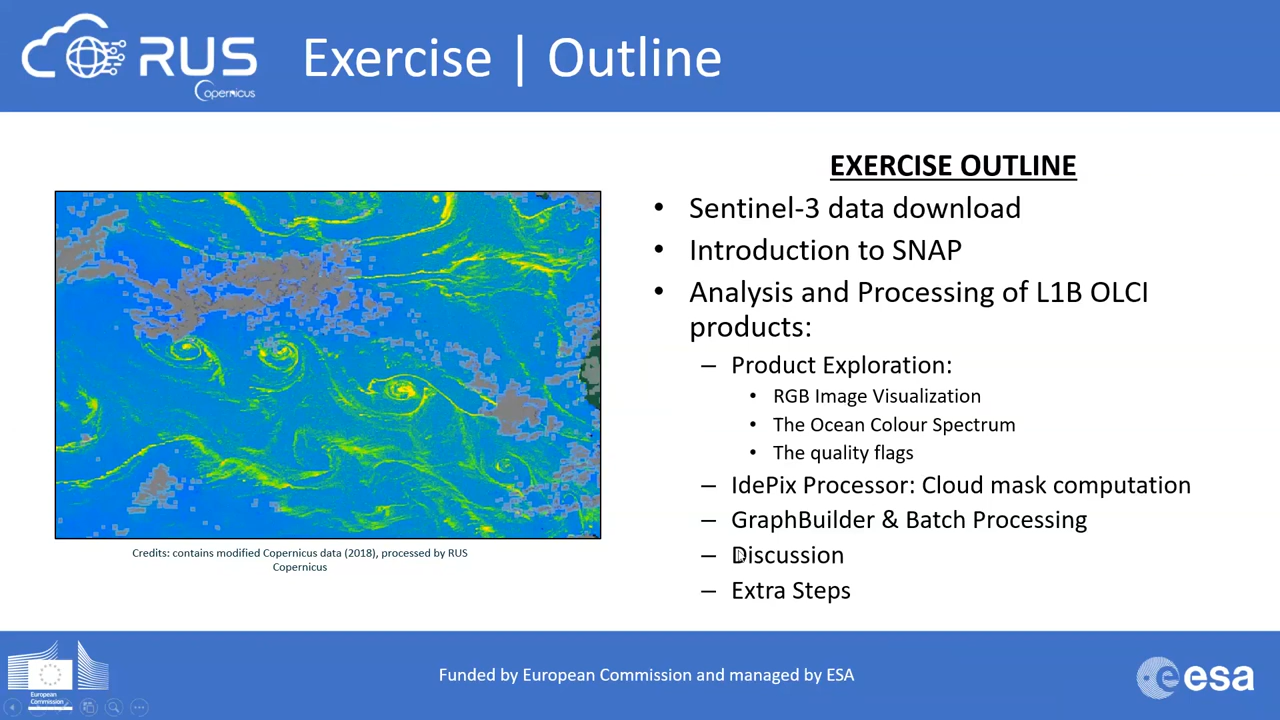 RUS
Copernicus
Exercise | Outline
EXERCISE OUTLINE
• Sentinel-3 data download
• Introduction to SNAP
• Analysis and Processing of L1B OLCI
products:
– Product Exploration:
• RGB Image Visualization
• The Ocean Colour Spectrum
• The quality flags
– IdePix Processor: Cloud mask computation
– GraphBuilder & Batch Processing
– Discussion
– Extra Steps
Credits: contains modified Copernicus data (2018), processed by RUS
Copernicus
European
Commission
Funded by European Commission and managed by ESA
esa